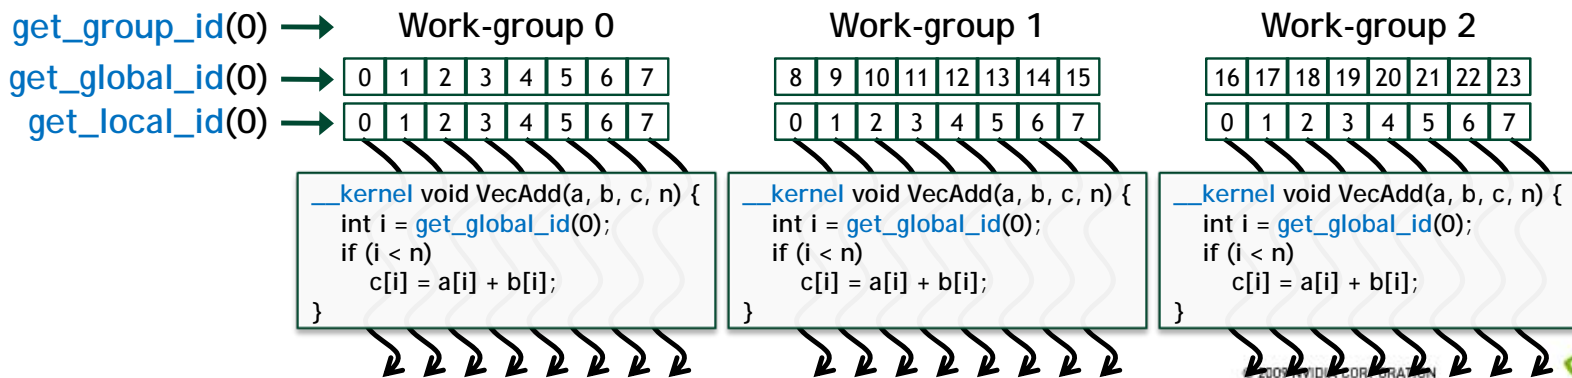 get_group_id(0) Work-group 0 Work-group 1 Work-group 2
get_global_id(0) 0 1 2 3 4 5 6 7 8 9 10 11 12 13 14 15 16 17 18 19 20 21 22 23
get_local_id(0) 0 1 2 3 4 5 6 7 0 1 2 3 4 5 6 7 0 1 2 3 4 5 6 7
__kernel void VecAdd(a, b, c, n) {
int i = get_global_id(0);
if (i < n)
c[i] = a[i] + b[i];
}
__kernel void VecAdd(a, b, c, n) {
int i = get_global_id(0);
if (i < n)
c[i] = a[i] + b[i];
}
__kernel void VecAdd(a, b, c, n) {
int i = get_global_id(0);
if (i < n)
c[i] = a[i] + b[i];
}
© 2009 NVIDIA CORPORATION